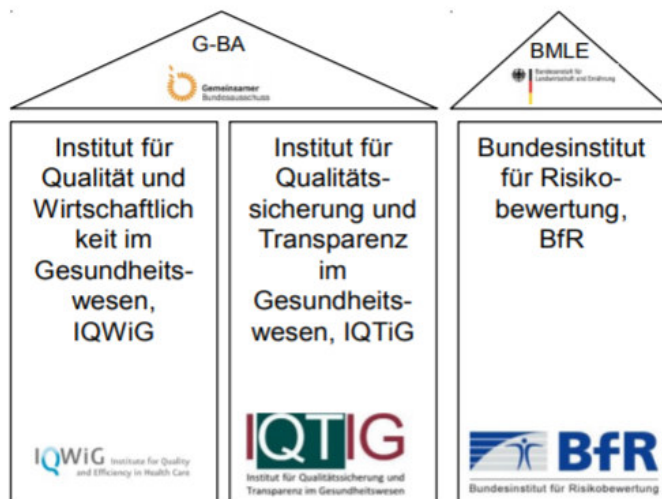 G-BA
Gemeinsamer
Bundesausschuss
BMLE
Bundesanstalt für
Landwirtschaft und Ernährung
Institut für
Qualität und
Wirtschaftlich
keit im
Gesundheits-
wesen,
IQWiG
IQWiG Institute for Quality
and Efficiency in Health Care
Institut für
Qualitäts-
sicherung und
Transparenz
im
Gesundheits-
wesen, IQTiG
IQTIG
Institut für Qualitätssicherung und
Transparenz im Gesundheitswesen
Bundesinstitut
für Risiko-
bewertung,
BfR
BfR
Bundesinstitut für Risikobewertung